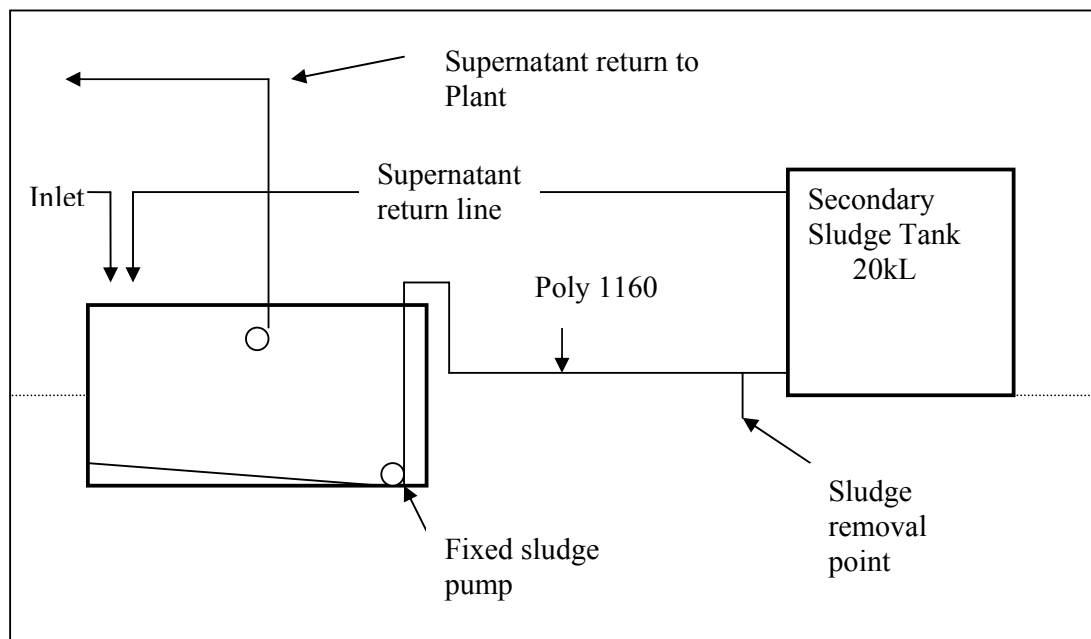 Supernatant return to
Plant
Inlet
Supernatant
return line
Secondary
Sludge Tank
20kL
Poly 1160
Sludge
removal
point
Fixed sludge
pump